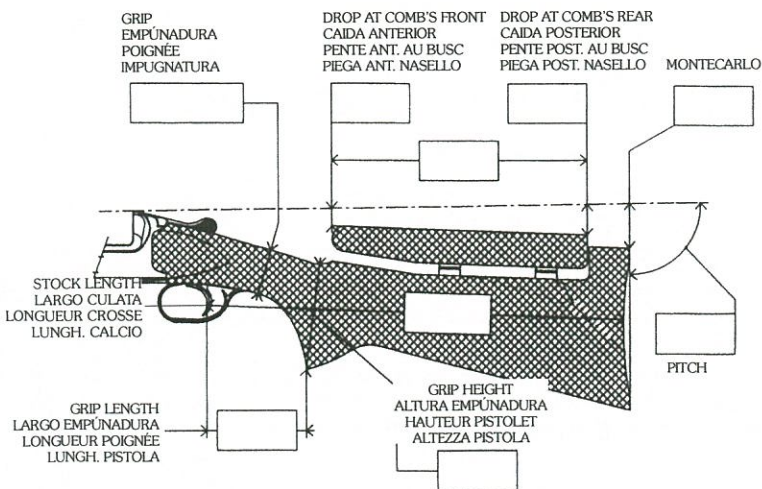 GRIP
EMPÚNADURA
POIGNÉE
IMPUGNATURA
DROP AT COMB'S FRONT
CAIDA ANTERIOR
PENTE ANT. AU BUSC
PIEGA ANT. NASELLO
DROP AT COMB'S REAR
CAIDA POSTERIOR
PENTE POST. AU BUSC
PIEGA POST. NASELLO
MONTECARLO
STOCK LENGTH
LARGO CULATA
LONGUEUR CROSSE
LUNGH. CALCIO
PITCH
GRIP LENGTH
LARGO EMPÚNADURA
LONGUEUR POIGNÉE
LUNGH. PISTOLA
GRIP HEIGHT
ALTURA EMPÚNADURA
HAUTEUR PISTOLET
ALTEZZA PISTOLA